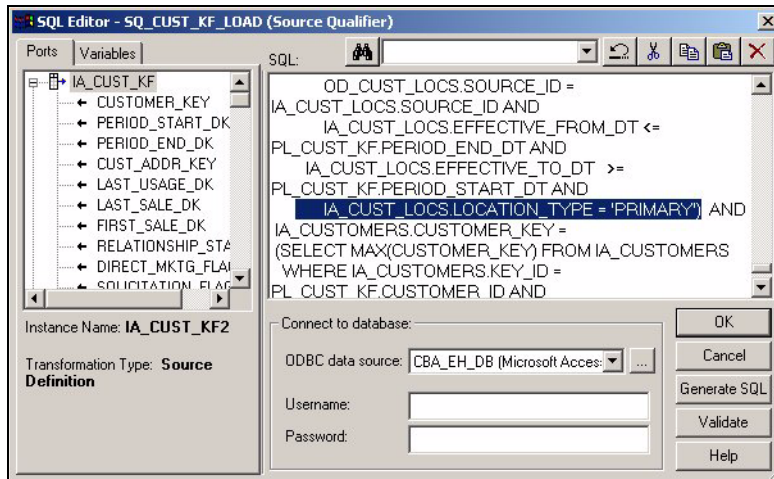 SQL Editor - SQ_CUST_KF_LOAD (Source Qualifier)
Ports
Variables
SQL:
IA_CUST_KF
CUSTOMER_KEY
PERIOD_START_DK
PERIOD_END_DK
CUST_ADDR_KEY
LAST_USAGE_DK
LAST_SALE_DK
FIRST_SALE_DK
RELATIONSHIP_STA
DIRECT_MKTG_FLA
SOLICITATION_FLAG
OD_CUST_LOCS.SOURCE_ID =
IA_CUST_LOCS.SOURCE_ID AND
IA_CUST_LOCS.EFFECTIVE_FROM_DT <=
PL_CUST_KF.PERIOD_END_DT AND
IA_CUST_LOCS.EFFECTIVE_TO_DT >=
PL_CUST_KF.PERIOD_START_DT AND
IA_CUST_LOCS.LOCATION_TYPE = 'PRIMARY') AND
IA_CUSTOMERS.CUSTOMER_KEY =
(SELECT MAX(CUSTOMER_KEY) FROM IA_CUSTOMERS
WHERE IA_CUSTOMERS.KEY_ID =
PL_CUST_KF.CUSTOMER_ID AND
Instance Name: IA_CUST_KF2
Transformation Type: Source
Definition
Connect to database:
ODBC data source: CBA_EH_DB (Microsoft Acces:
...
Username:
Password:
OK
Cancel
Generate SQL
Validate
Help